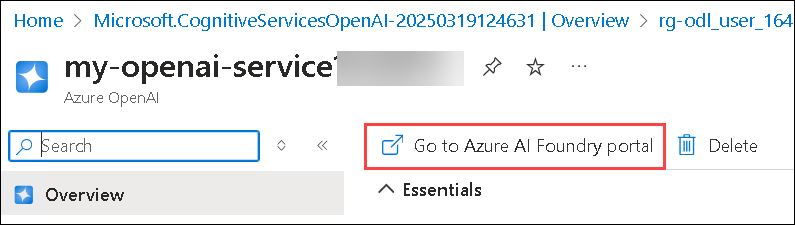 Home > Microsoft.CognitiveServicesOpenAI-20250319124631 | Overview > rg-odl_user_164
my-openai-service
Azure OpenAI
Search
Go to Azure AI Foundry portal
Delete
Overview
Essentials